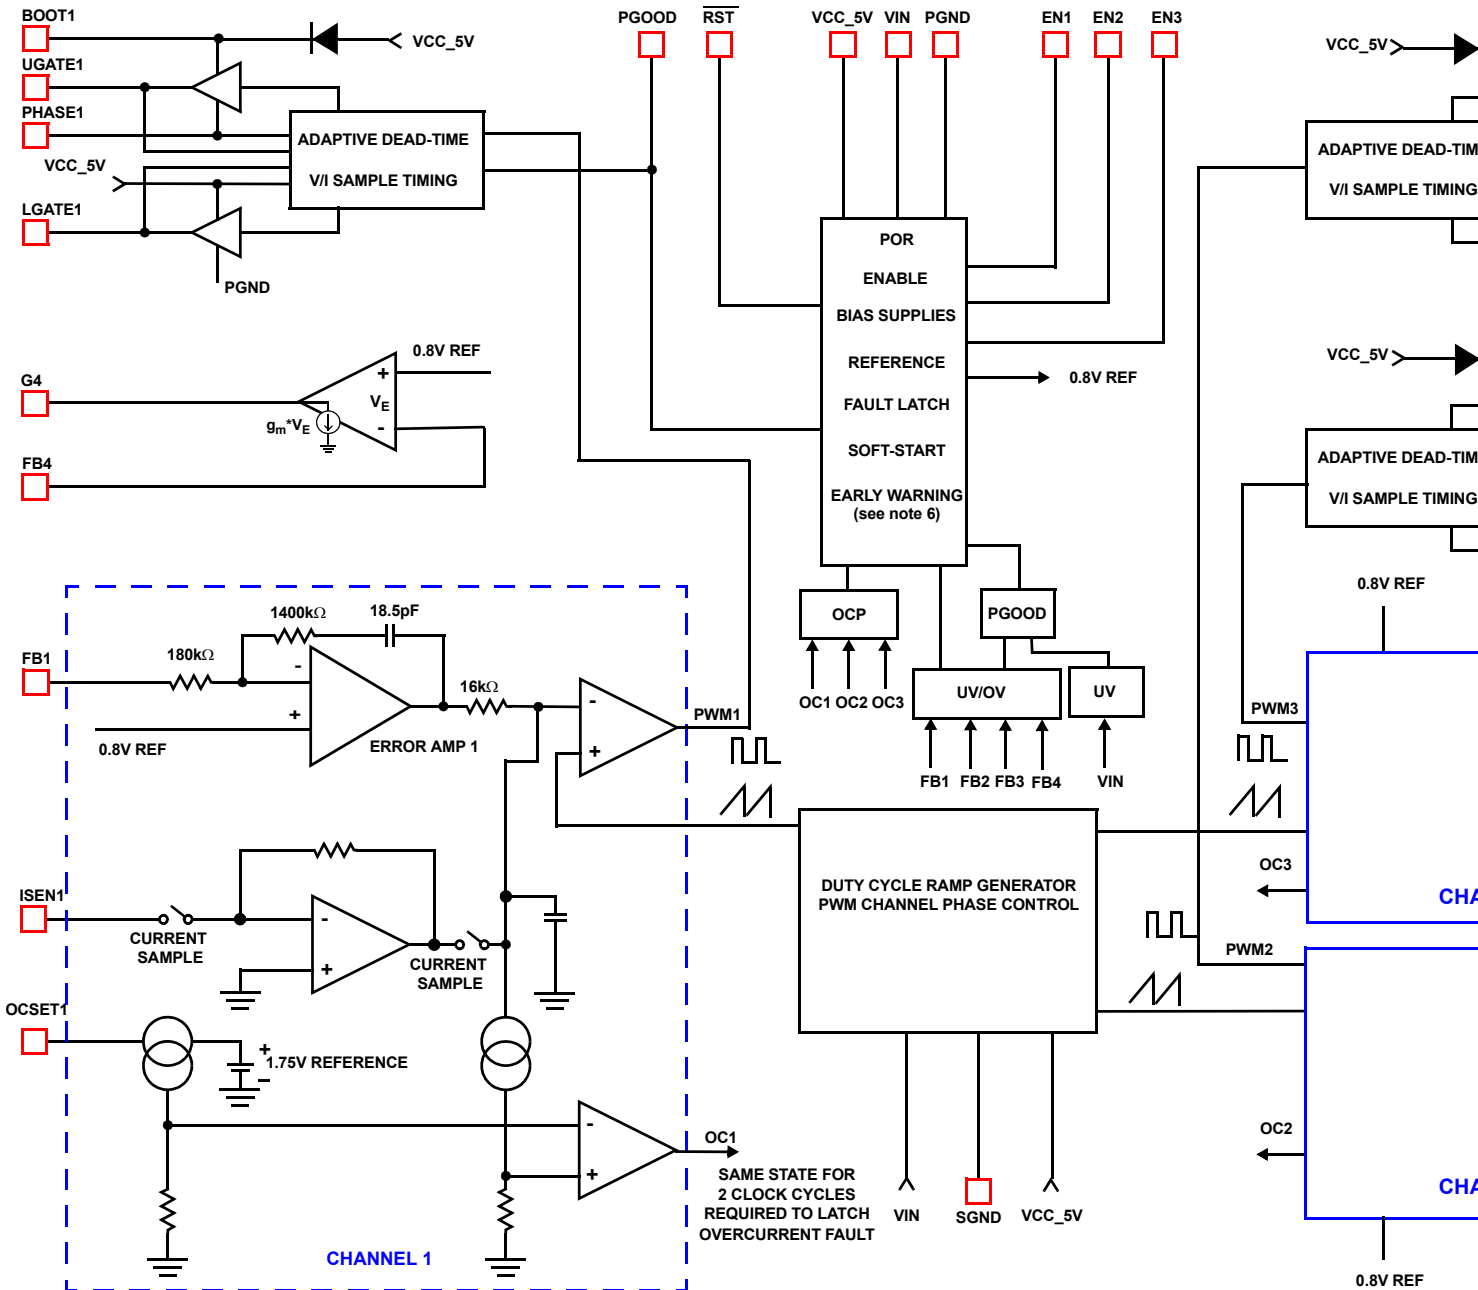 BOOT1
VCC_5V
UGATE1
PHASE1
ADAPTIVE DEAD-TIME
V/I SAMPLE TIMING
VCC_5V
LGATE1
PGND
PGOOD
RST
VCC_5V
VIN
PGND
EN1
EN2
EN3
POR
ENABLE
BIAS SUPPLIES
REFERENCE
FAULT LATCH
SOFT-START
EARLY WARNING
(see note 6)
0.8V REF
VCC_5V
ADAPTIVE DEAD-TIM
V/I SAMPLE TIMING
VCC_5V
ADAPTIVE DEAD-TIM
V/I SAMPLE TIMING
0.8V REF
G4
+
VE
gm*VE
-
FB4
OCP
OC1 OC2 OC3
PGOOD
UV/OV
UV
FB1 FB2 FB3 FB4
VIN
1400kΩ
18.5pF
FB1
180kΩ
-
+
0.8V REF
ERROR AMP 1
16kΩ
-
+
PWM1
ISEN1
CURRENT
SAMPLE
-
+
CURRENT
SAMPLE
OCSET1
+
1.75V REFERENCE
-
-
+
OC1
SAME STATE FOR
2 CLOCK CYCLES
REQUIRED TO LATCH
OVERCURRENT FAULT
CHANNEL 1
DUTY CYCLE RAMP GENERATOR
PWM CHANNEL PHASE CONTROL
VIN
SGND
VCC_5V
0.8V REF
PWM3
OC3
CHA
PWM2
OC2
CHA
0.8V REF